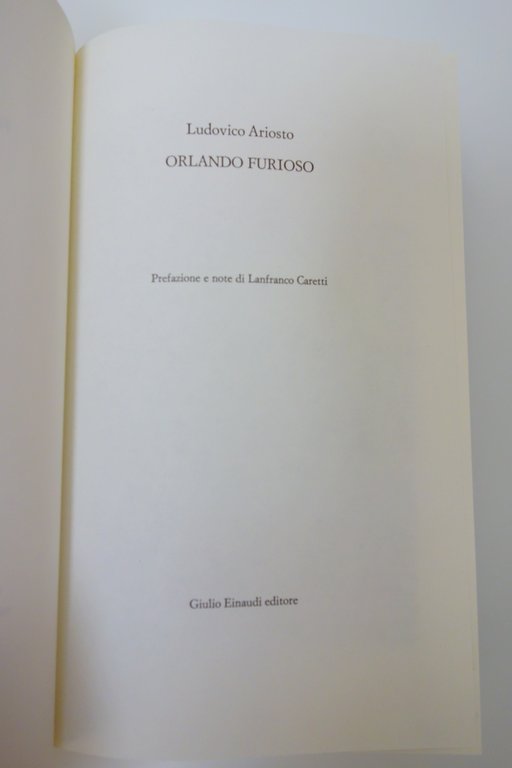 Ludovico Ariosto
ORLANDO FURIOSO
Prefazione e note di Lanfranco Caretti
Giulio Einaudi editore